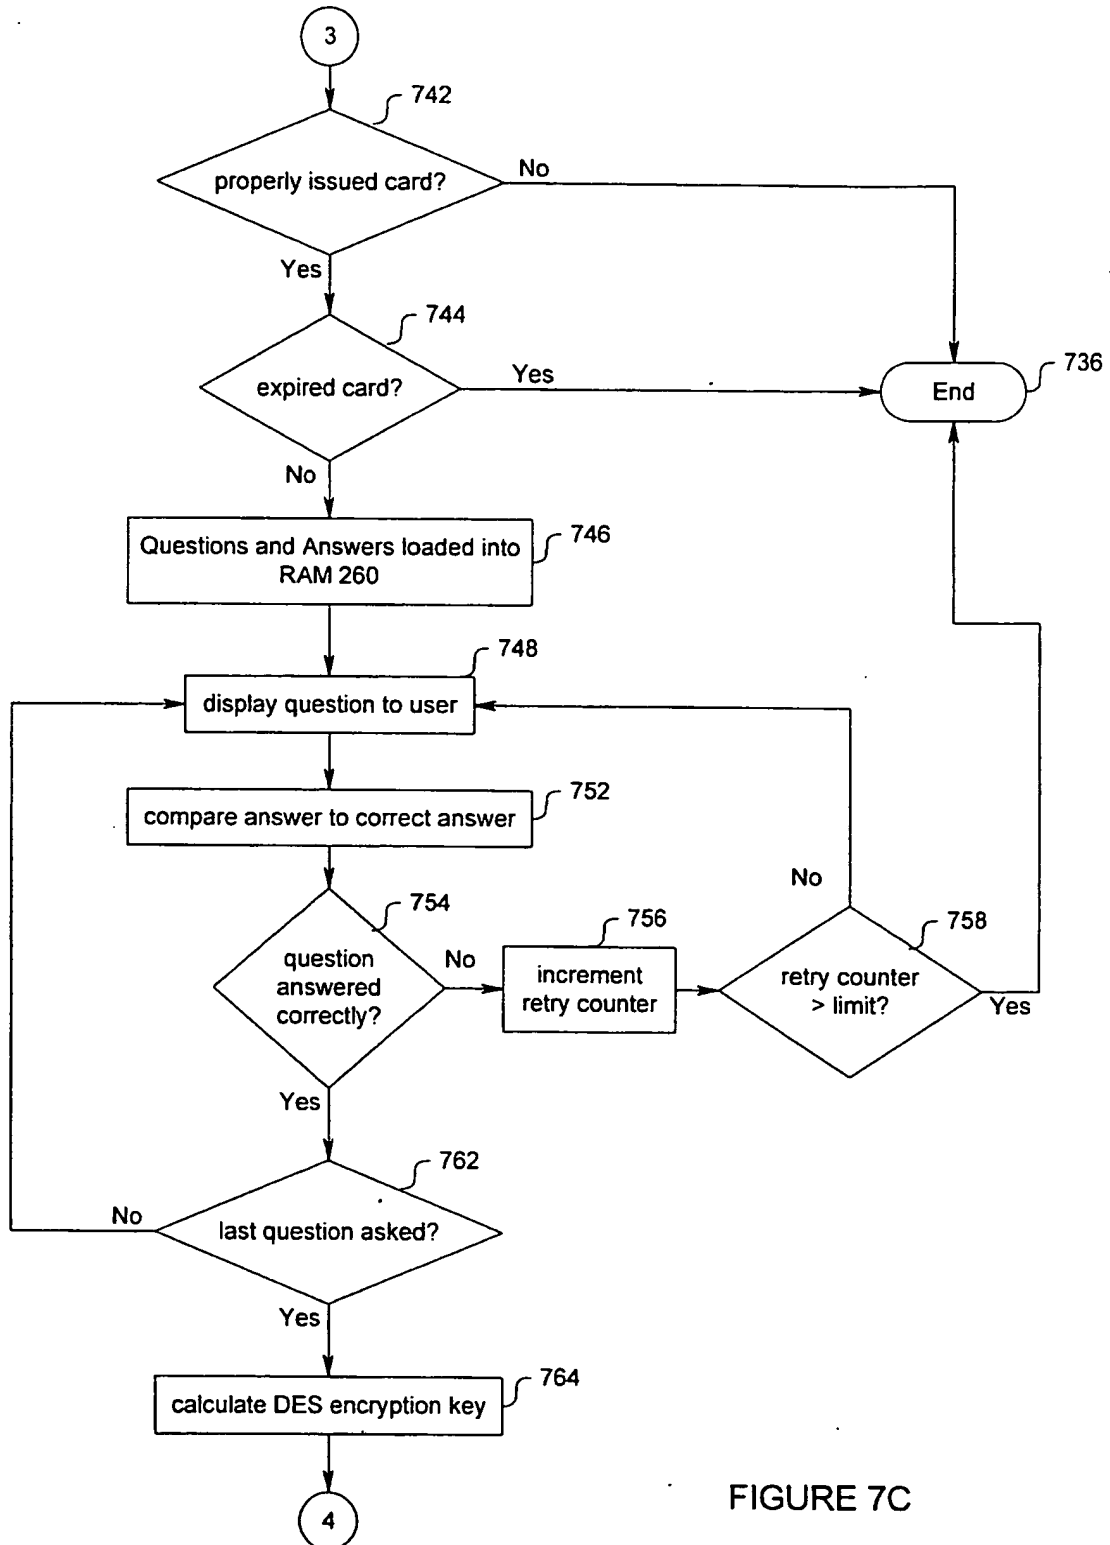 3
742
properly issued card?
No
Yes
744
expired card?
Yes
End
736
No
Questions and Answers loaded into
RAM 260
746
748
display question to user
compare answer to correct answer
752
754
question
answered
correctly?
No
756
increment
retry counter
No
758
retry counter
> limit?
Yes
Yes
762
last question asked?
No
Yes
calculate DES encryption key
764
4
FIGURE 7C